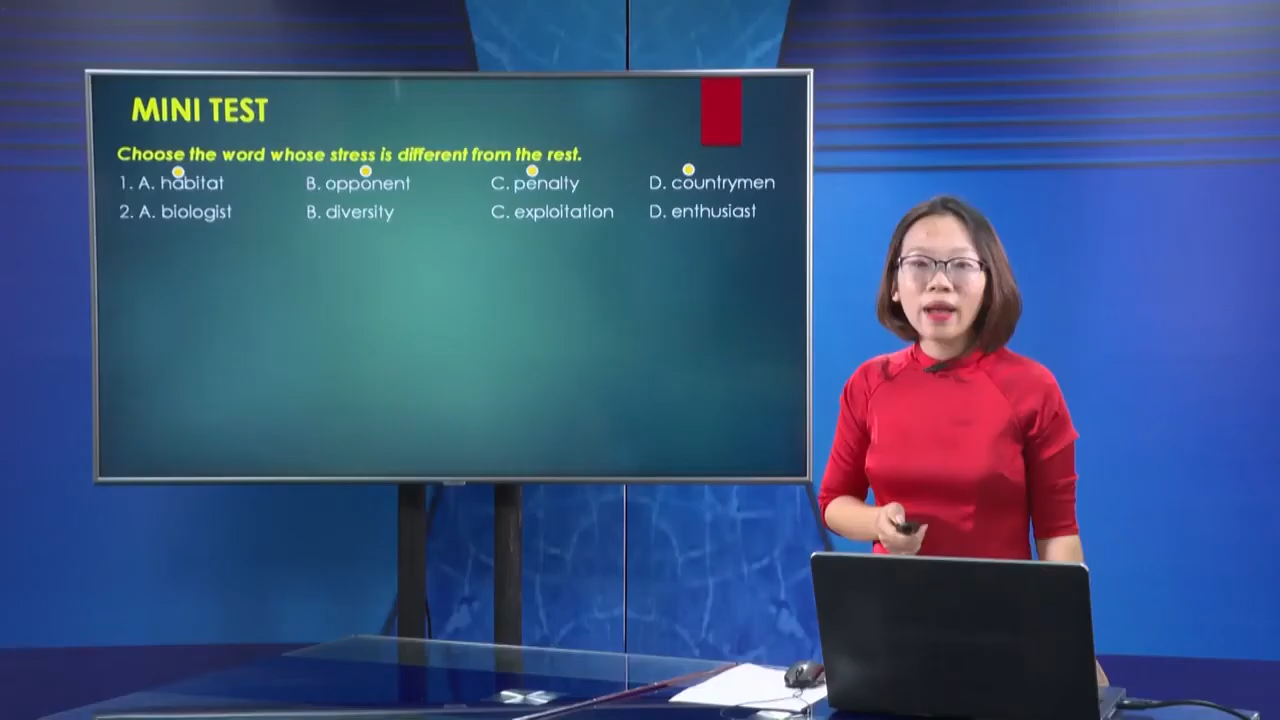 MINI TEST
Choose the word whose stress is different from the rest.
1. A. habitat B. opponent C. penalty D. countrymen
2. A. biologist B. diversity C. exploitation D. enthusiast